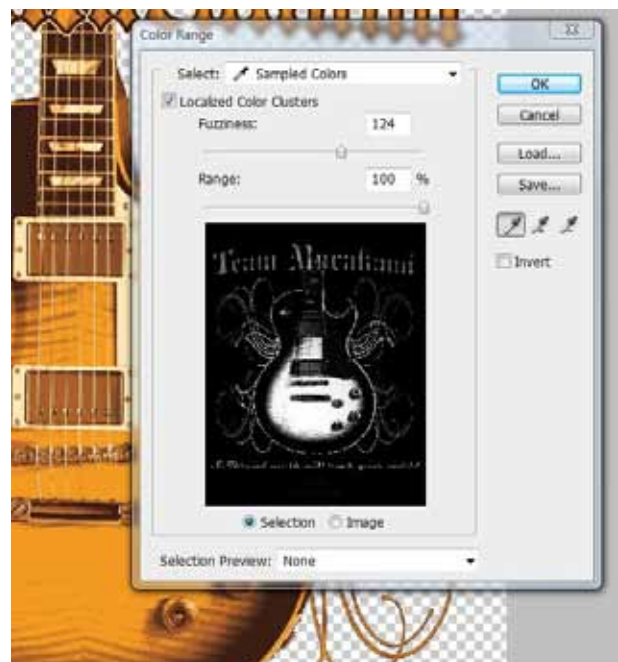 Color Range
Select: Sampled Colors
OK
Localized Color Clusters
Cancel
Fuzziness: 124
Load...
Range: 100 %
Save...
Invert
Team Murakami
Selection Image
Selection Preview: None